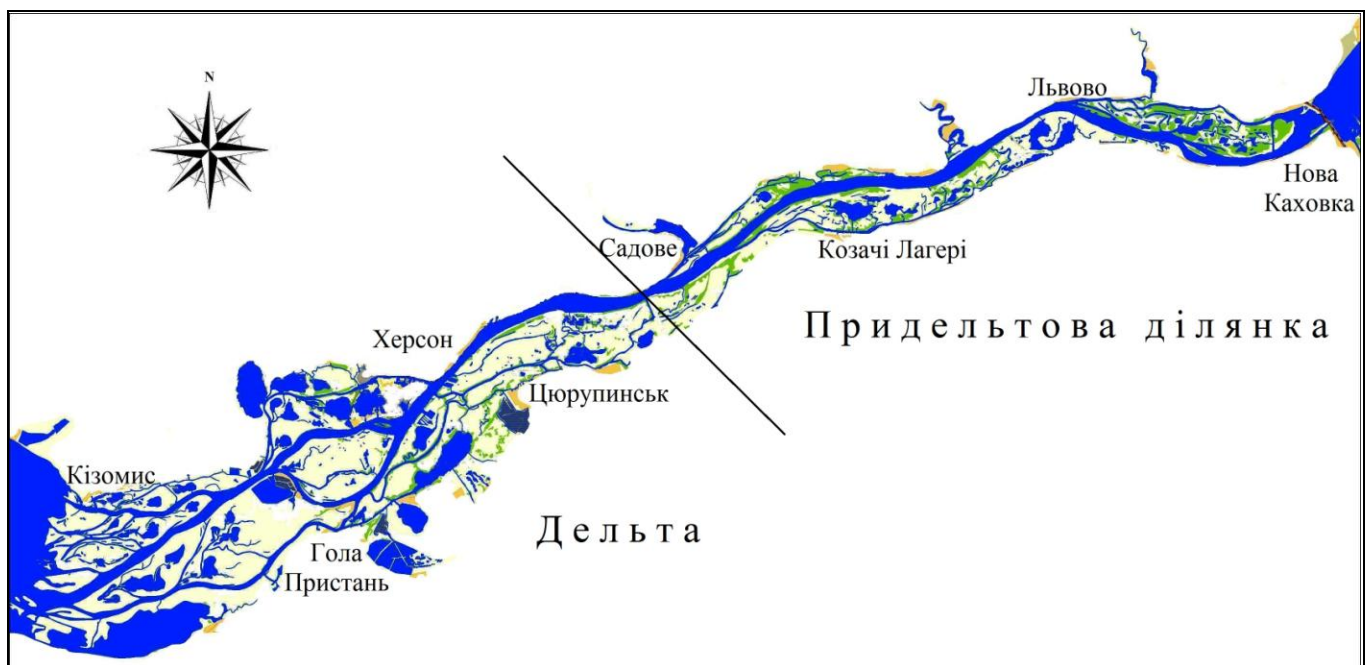 N
Львово
Нова
Каховка
Садове
Козачі Лагері
Придельтова ділянка
Херсон
Цюрупинськ
Кізомис
Дельта
Гола
Пристань